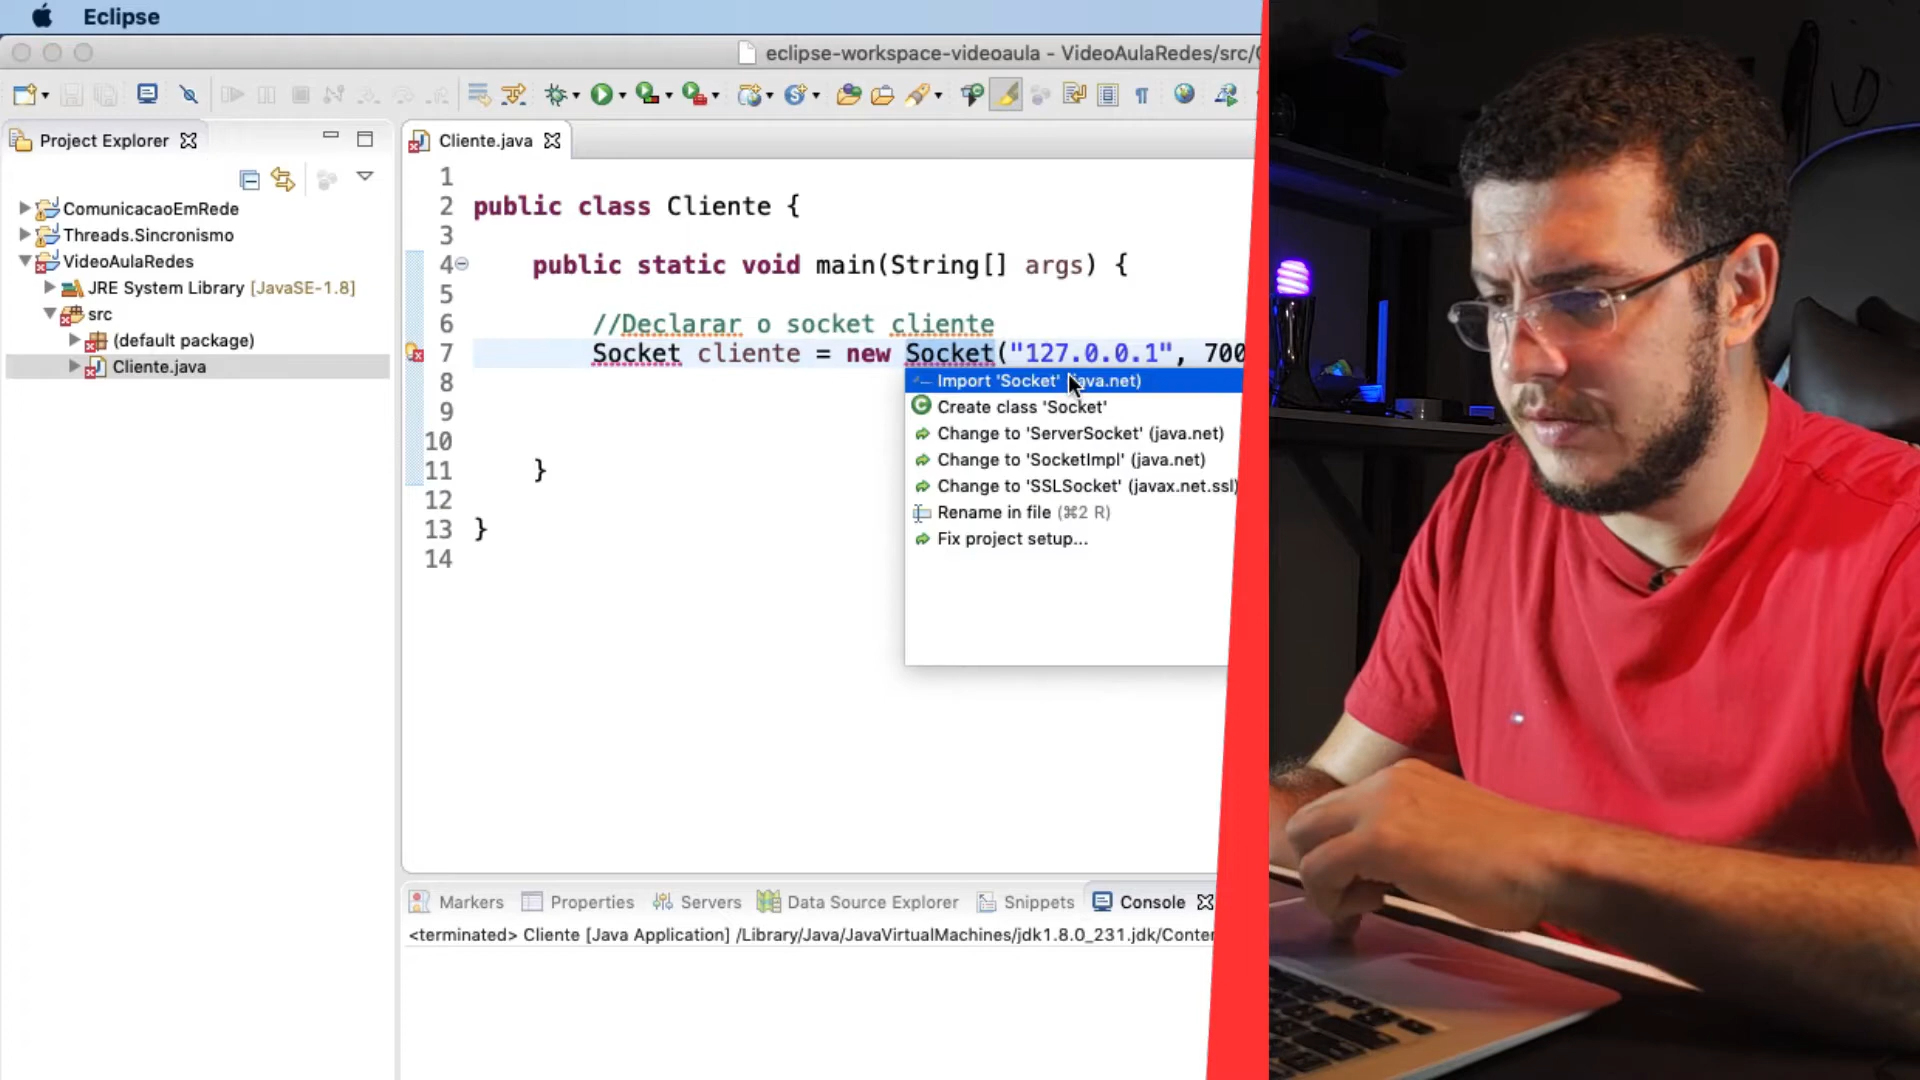 Eclipse
eclipse-workspace-videoaula - VideoAulaRedes/src/
Project Explorer
Cliente.java
ComunicacaoEmRede
Threads.Sincronismo
VideoAulaRedes
JRE System Library [JavaSE-1.8]
src
(default package)
Cliente.java
1
2 public class Cliente {
3
4 public static void main(String[] args) {
5
6 //Declarar o socket cliente
7 Socket cliente = new Socket("127.0.0.1", 700
8
9
10
11 }
12
13 }
14
Import 'Socket' (java.net)
Create class 'Socket'
Change to 'ServerSocket' (java.net)
Change to 'SocketImpl' (java.net)
Change to 'SSLSocket' (javax.net.ssl)
Rename in file (⌘2 R)
Fix project setup...
Markers Properties Servers Data Source Explorer Snippets Console
<terminated> Cliente [Java Application] /Library/Java/JavaVirtualMachines/jdk1.8.0_231.jdk/Conter